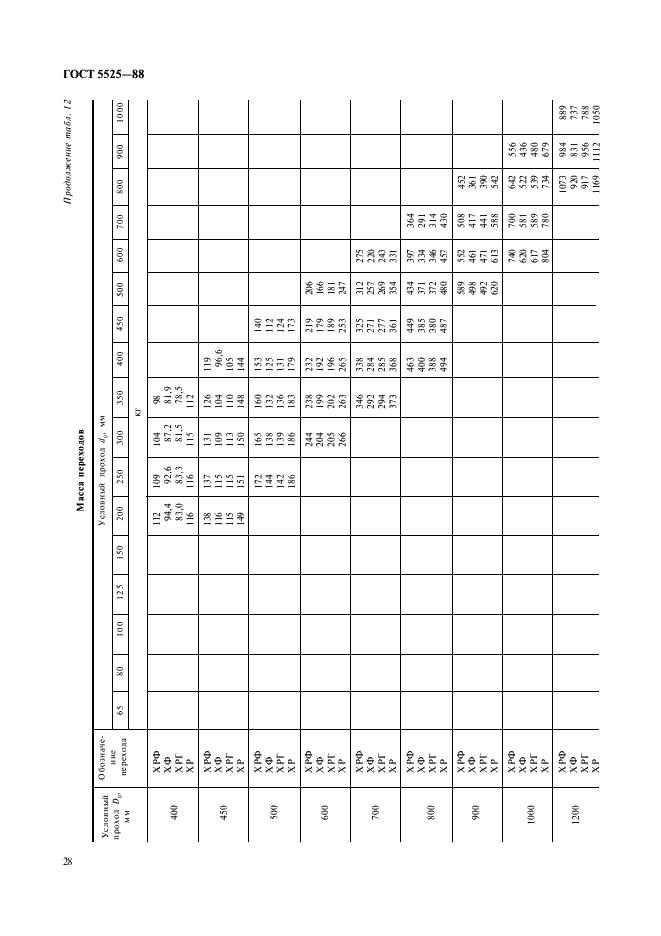 ГОСТ 5525—88
Продолжение табл. 12
Масса переходов
Условный проход Dу, мм | Обозначение перехода | Условный проход dу, мм
65 | 80 | 100 | 125 | 150 | 200 | 250 | 300 | 350 | 400 | 450 | 500 | 600 | 700 | 800 | 900 | 1000
кг
400
ХРФ 112 109 104 98
ХФ 94,4 92,6 87,2 81,9
ХРГ 83,0 83,3 81,5 78,5
ХР 116 116 115 112
450
ХРФ 138 137 131 126 119
ХФ 116 115 109 104 96,6
ХРГ 115 115 113 110 105
ХР 149 151 150 148 144
500
ХРФ 172 165 160 153 140
ХФ 144 138 132 125 112
ХРГ 142 139 136 131 124
ХР 186 186 183 179 173
600
ХРФ 244 238 232 219 206
ХФ 204 199 192 179 166
ХРГ 205 202 196 189 181
ХР 266 263 265 253 247
700
ХРФ 346 338 325 312 275
ХФ 292 284 271 257 220
ХРГ 294 285 277 269 243
ХР 373 368 361 354 331
800
ХРФ 463 449 434 397 364
ХФ 400 385 371 334 291
ХРГ 388 380 372 346 314
ХР 494 487 480 457 430
900
ХРФ 589 552 508 452
ХФ 498 461 417 361
ХРГ 492 471 441 390
ХР 620 613 588 542
1000
ХРФ 740 700 642 556
ХФ 620 581 522 436
ХРГ 617 589 539 480
ХР 804 780 734 679
1200
ХРФ 1073 984 889
ХФ 920 831 737
ХРГ 917 956 788
ХР 1169 1112 1050
28